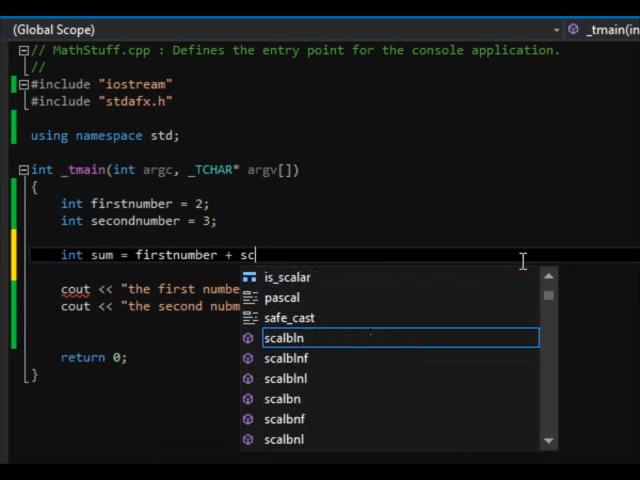 (Global Scope) _tmain(in
// MathStuff.cpp : Defines the entry point for the console application.
//
#include "iostream"
#include "stdafx.h"
using namespace std;
int _tmain(int argc, _TCHAR* argv[])
{
int firstnumber = 2;
int secondnumber = 3;
int sum = firstnumber + sc
is_scalar
cout << "the first numbe
pascal
cout << "the second nubm
safe_cast
scalbln
return 0;
scalblnf
}
scalblnl
scalbn
scalbnf
scalbnl